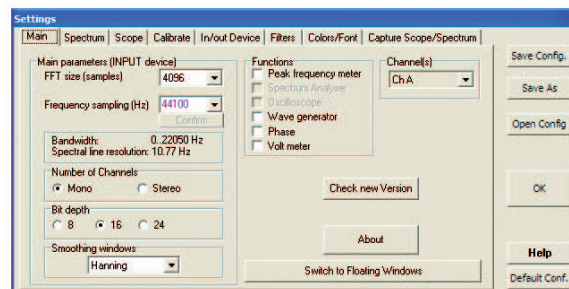 Settings
Main Spectrum Scope Calibrate In/out Device Filters Colors/Font Capture Scope/Spectrum
Main parameters (INPUT device)
FFT size (samples) 4096
Frequency sampling (Hz) 44100
Confirm
Bandwidth: 0..22050 Hz
Spectral line resolution: 10.77 Hz
Number of Channels
Mono Stereo
Bit depth
8 16 24
Smoothing windows
Hanning
Functions
Peak frequency meter
Spectrum Analyser
Oscilloscope
Wave generator
Phase
Volt meter
Channel(s)
Ch A
Check new Version
About
Switch to Floating Windows
Save Config.
Save As
Open Config
OK
Help
Default Conf.